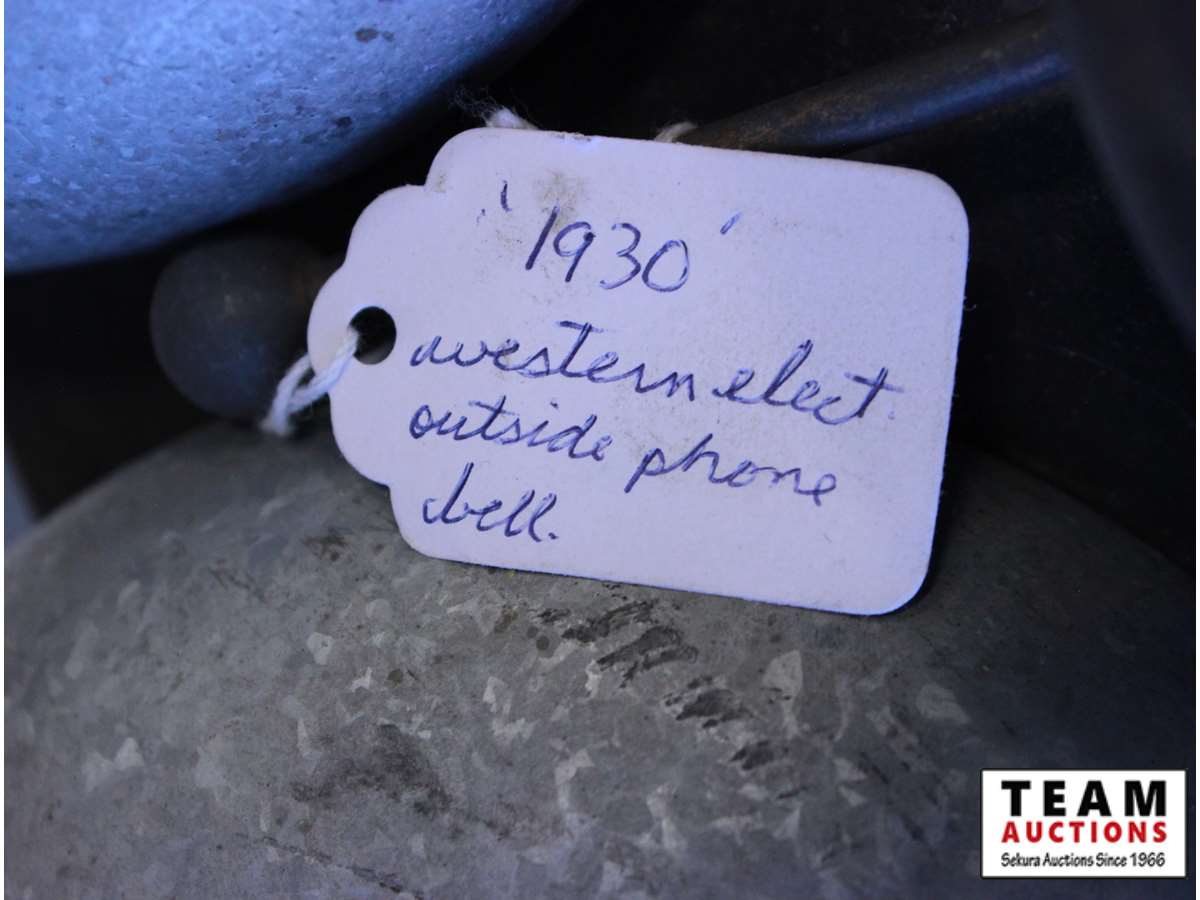 "1930"
western elect.
outside phone
bell.
TEAM
AUCTIONS
Sekura Auctions Since 1966